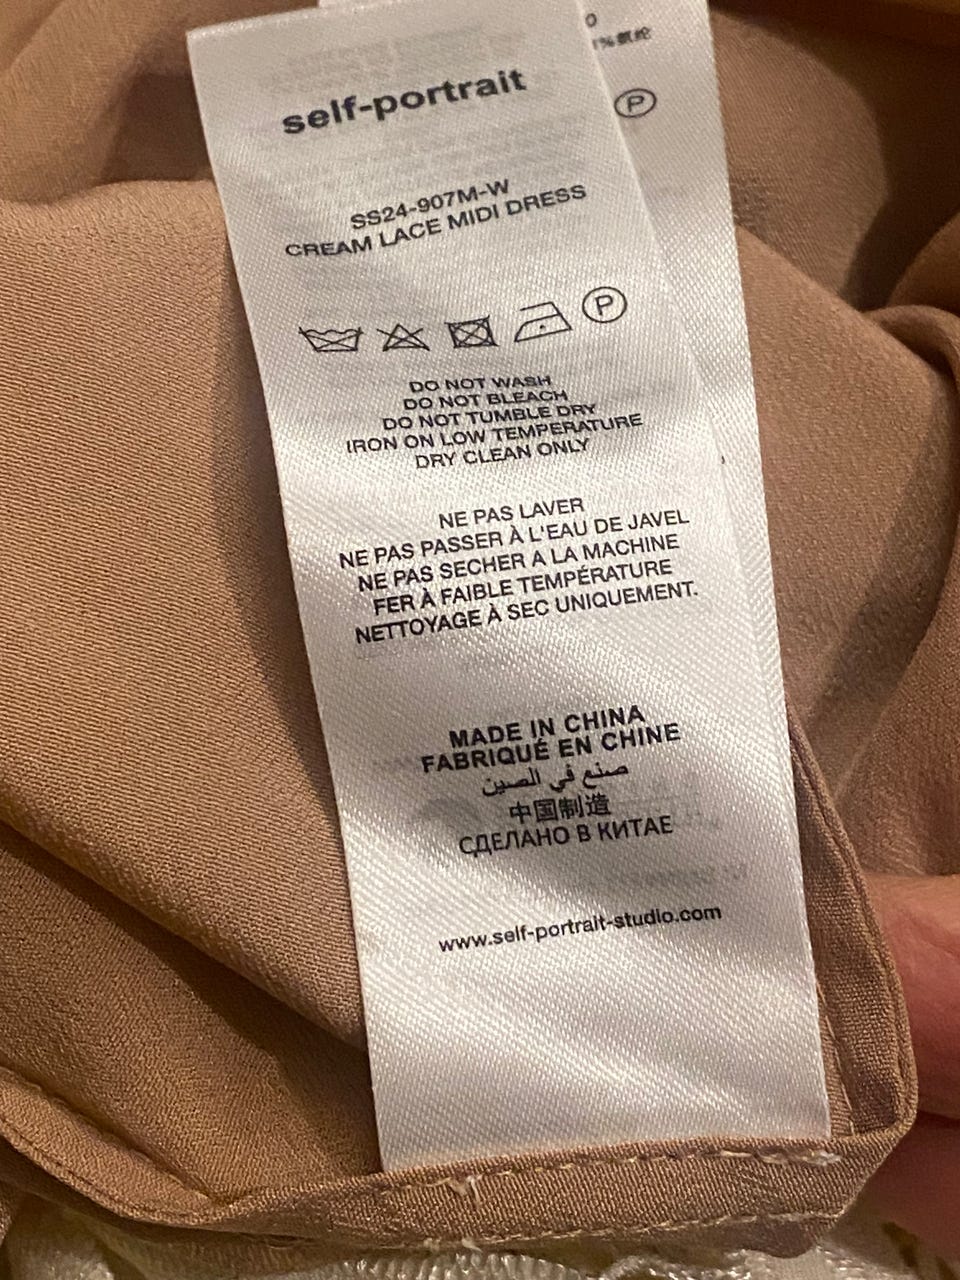 self-portrait
SS24-907M-W
CREAM LACE MIDI DRESS
P
DO NOT WASH
DO NOT BLEACH
DO NOT TUMBLE DRY
IRON ON LOW TEMPERATURE
DRY CLEAN ONLY
NE PAS LAVER
NE PAS PASSER À L'EAU DE JAVEL
NE PAS SECHER A LA MACHINE
FER À FAIBLE TEMPÉRATURE
NETTOYAGE À SEC UNIQUEMENT.
MADE IN CHINA
FABRIQUÉ EN CHINE
صنع في الصين
中国制造
СДЕЛАНО В КИТАЕ
www.self-portrait-studio.com
%氨纶
P